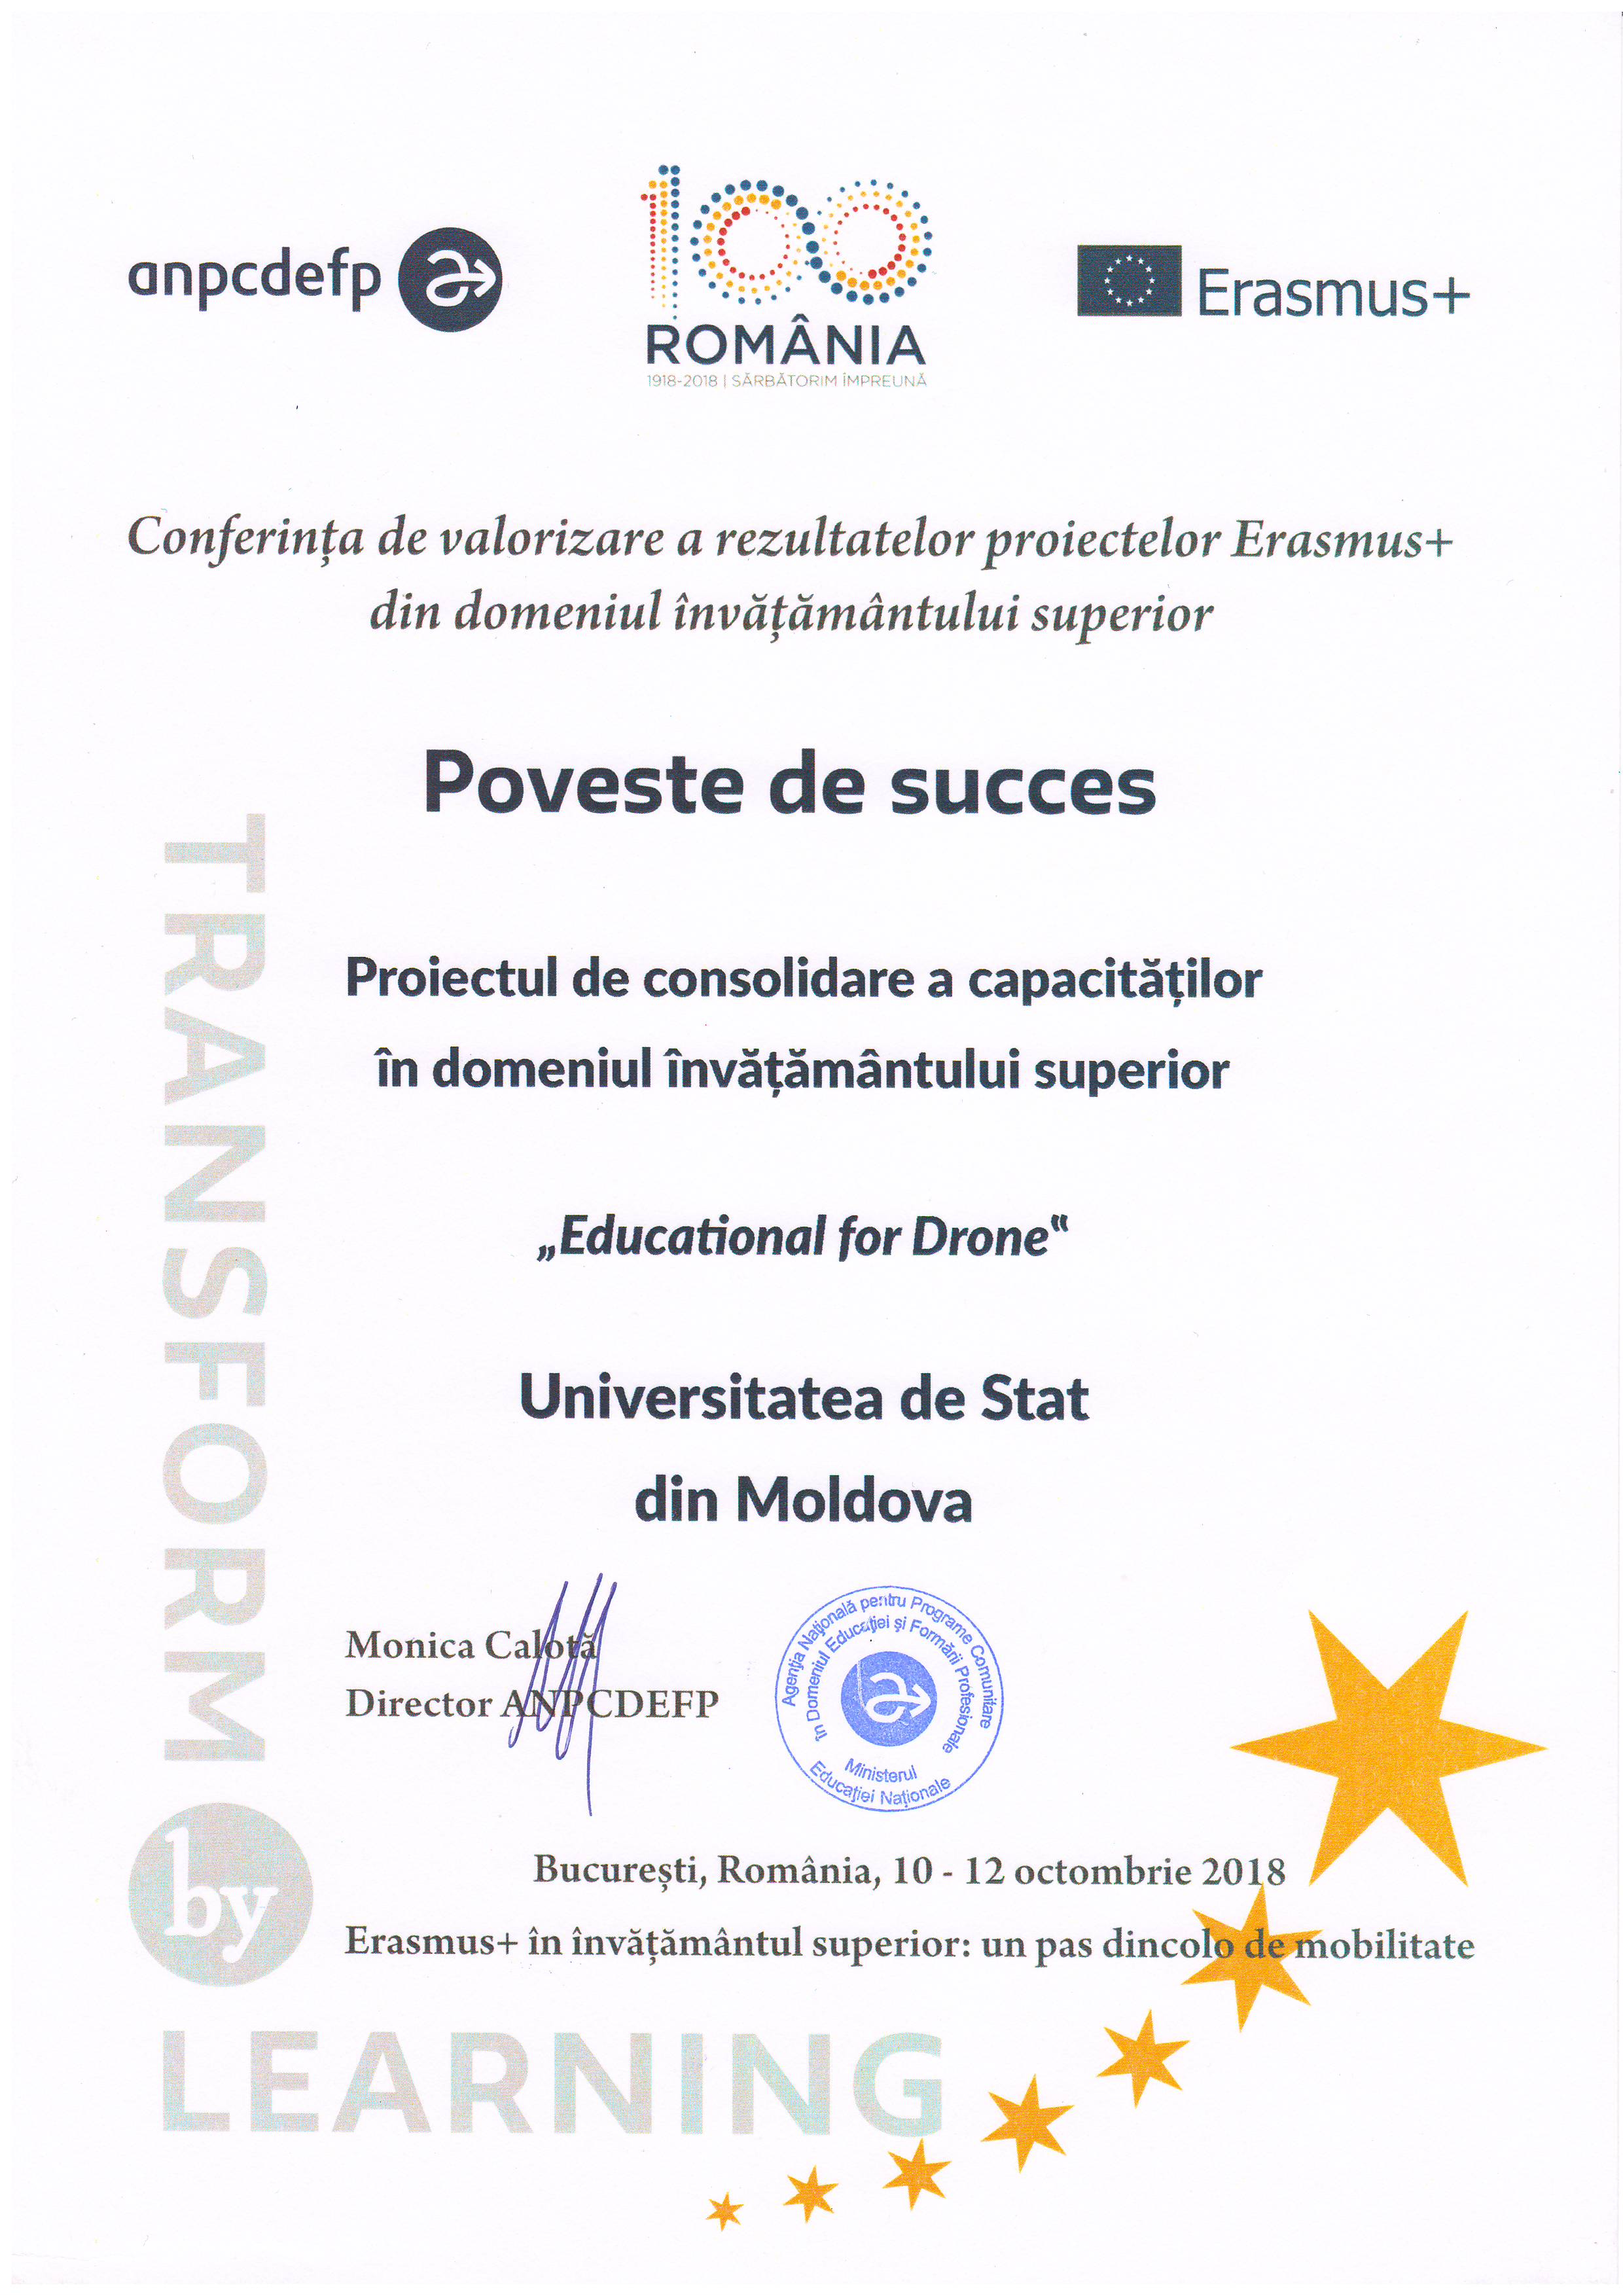 anpcdefp
ROMÂNIA
1918-2018 | SĂRBĂTORIM ÎMPREUNĂ
Erasmus+
Conferința de valorizare a rezultatelor proiectelor Erasmus+
din domeniul învățământului superior
Poveste de succes
Proiectul de consolidare a capacităților
în domeniul învățământului superior
„Educational for Drone‟
Universitatea de Stat
din Moldova
Monica Calotă
Director ANPCDEFP
Agenția Națională pentru Programe Comunitare
în Domeniul Educației și Formării Profesionale
Ministerul
Educației Naționale
București, România, 10 - 12 octombrie 2018
Erasmus+ în învățământul superior: un pas dincolo de mobilitate
TRANSFORM
by
LEARNING